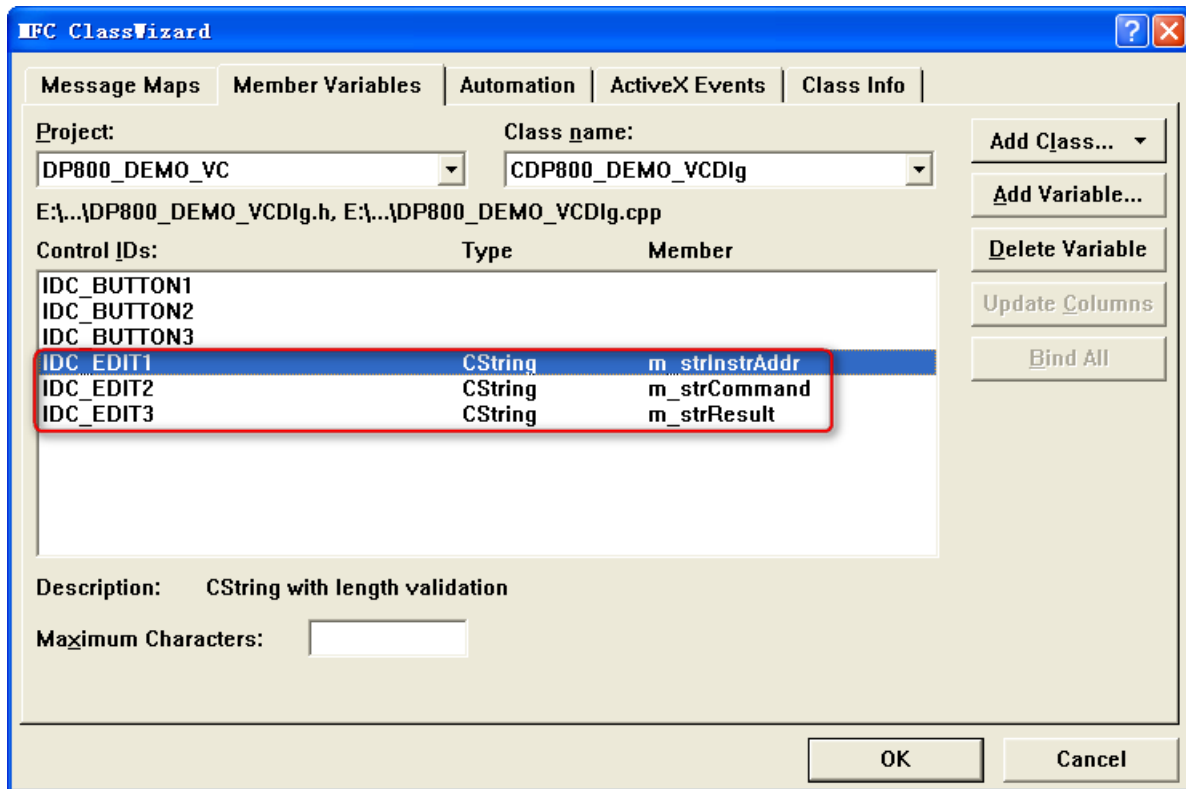 MFC ClassWizard
Message Maps Member Variables Automation ActiveX Events Class Info
Project: Class name:
DP800_DEMO_VC CDP800_DEMO_VCDlg
E:\...\DP800_DEMO_VCDlg.h, E:\...\DP800_DEMO_VCDlg.cpp
Control IDs: Type Member
IDC_BUTTON1
IDC_BUTTON2
IDC_BUTTON3
IDC_EDIT1 CString m_strInstrAddr
IDC_EDIT2 CString m_strCommand
IDC_EDIT3 CString m_strResult
Add Class...
Add Variable...
Delete Variable
Update Columns
Bind All
Description: CString with length validation
Maximum Characters:
OK Cancel